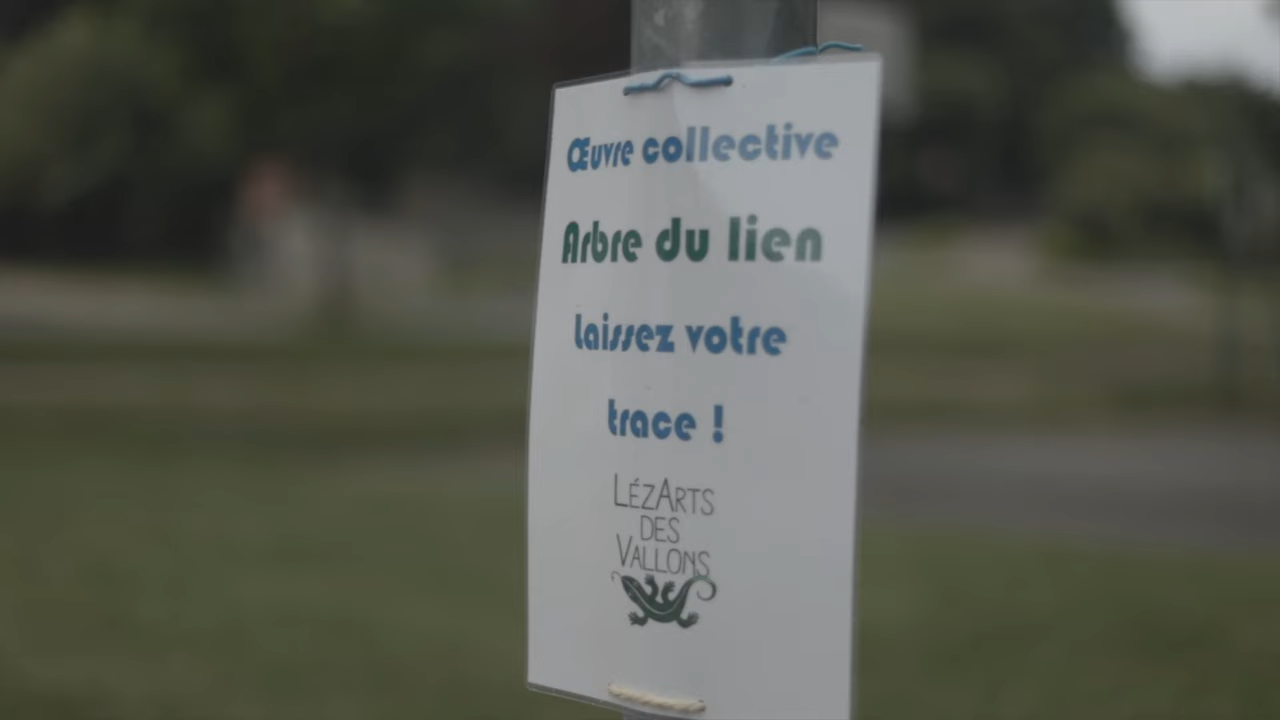 Œuvre collective
Arbre du lien
Laissez votre
trace !
LÉZARTS
DES
VALLONS